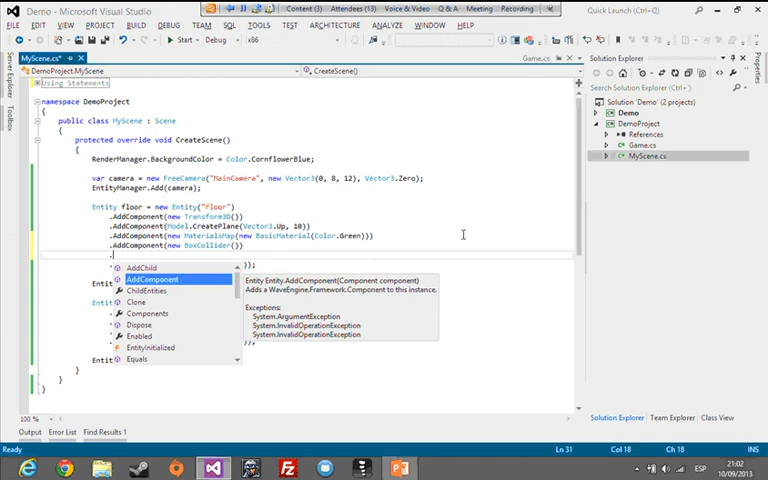 Demo - Microsoft Visual Studio
Content (3)
Attendees (13)
Voice & Video
Q & A
Meeting
Recording
Quick Launch (Ctrl+Q)
FILE EDIT VIEW PROJECT BUILD DEBUG TEAM SQL TOOLS TEST ARCHITECTURE ANALYZE WINDOW HELP
Start
Debug
x86
Server Explorer
Toolbox
MyScene.cs*
Game.cs
DemoProject.MyScene
CreateScene()
Using Statements
namespace DemoProject
{
public class MyScene : Scene
{
protected override void CreateScene()
{
RenderManager.BackgroundColor = Color.CornflowerBlue;
var camera = new FreeCamera("MainCamera", new Vector3(0, 8, 12), Vector3.Zero);
EntityManager.Add(camera);
Entity floor = new Entity("Floor")
.AddComponent(new Transform3D())
.AddComponent(Model.CreatePlane(Vector3.Up, 10))
.AddComponent(new MaterialsMap(new BasicMaterial(Color.Green)))
.AddComponent(new BoxCollider())
.
));
Entit
Entit
));
Entit
}
}
}
AddChild
AddComponent
ChildEntities
Clone
Components
Dispose
Enabled
EntityInitialized
Equals
Entity Entity.AddComponent(Component component)
Adds a WaveEngine.Framework.Component to this instance.
Exceptions:
System.ArgumentException
System.InvalidOperationException
System.InvalidOperationException
Solution Explorer
Search Solution Explorer (Ctrl+')
Solution 'Demo' (2 projects)
Demo
DemoProject
References
Game.cs
MyScene.cs
100 %
Solution Explorer Team Explorer Class View
Output Error List Find Results 1
Ready
Ln 31
Col 18
Ch 18
INS
ESP
21:02
10/09/2013